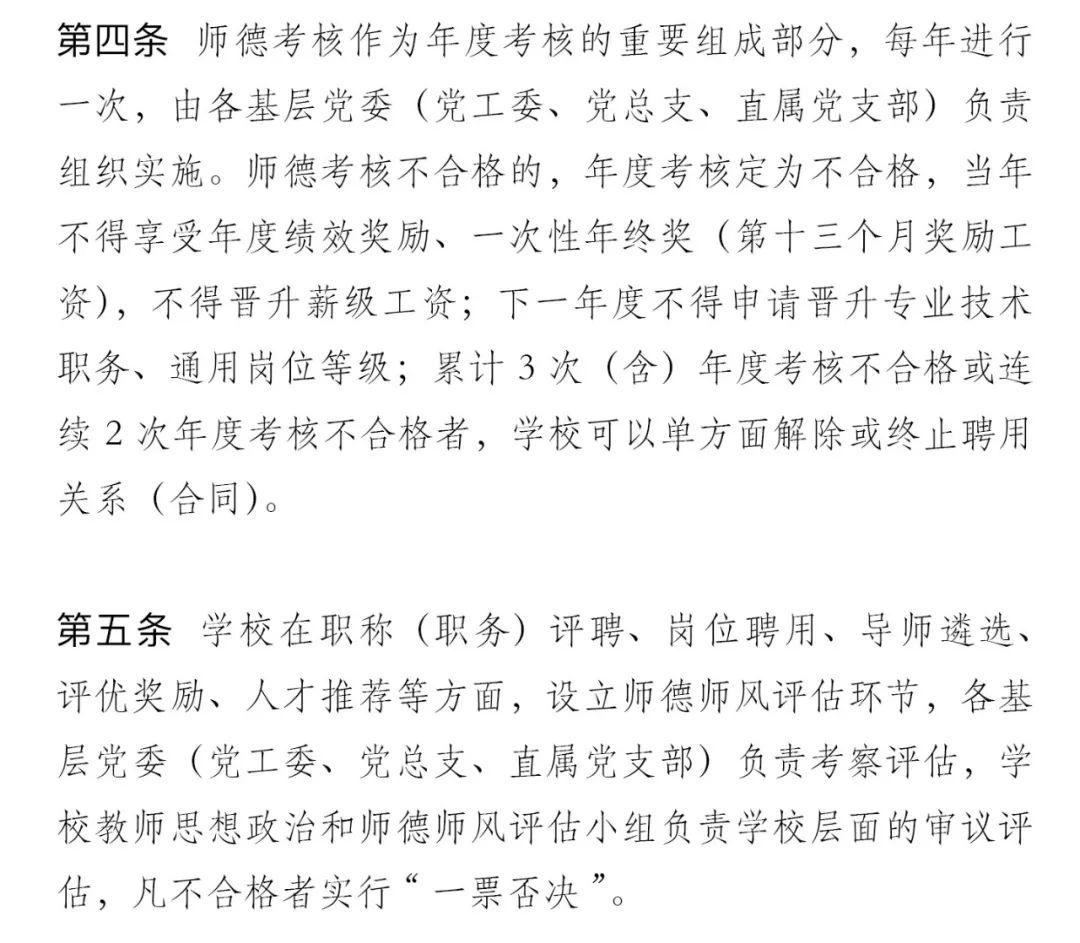 第四条 师德考核作为年度考核的重要组成部分，每年进行
一次，由各基层党委（党工委、党总支、直属党支部）负责
组织实施。师德考核不合格的，年度考核定为不合格，当年
不得享受年度绩效奖励、一次性年终奖（第十三个月奖励工
资），不得晋升薪级工资；下一年度不得申请晋升专业技术
职务、通用岗位等级；累计 3 次（含）年度考核不合格或连
续 2 次年度考核不合格者，学校可以单方面解除或终止聘用
关系（合同）。
第五条 学校在职称（职务）评聘、岗位聘用、导师遴选、
评优奖励、人才推荐等方面，设立师德师风评估环节，各基
层党委（党工委、党总支、直属党支部）负责考察评估，学
校教师思想政治和师德师风评估小组负责学校层面的审议评
估，凡不合格者实行“一票否决”。